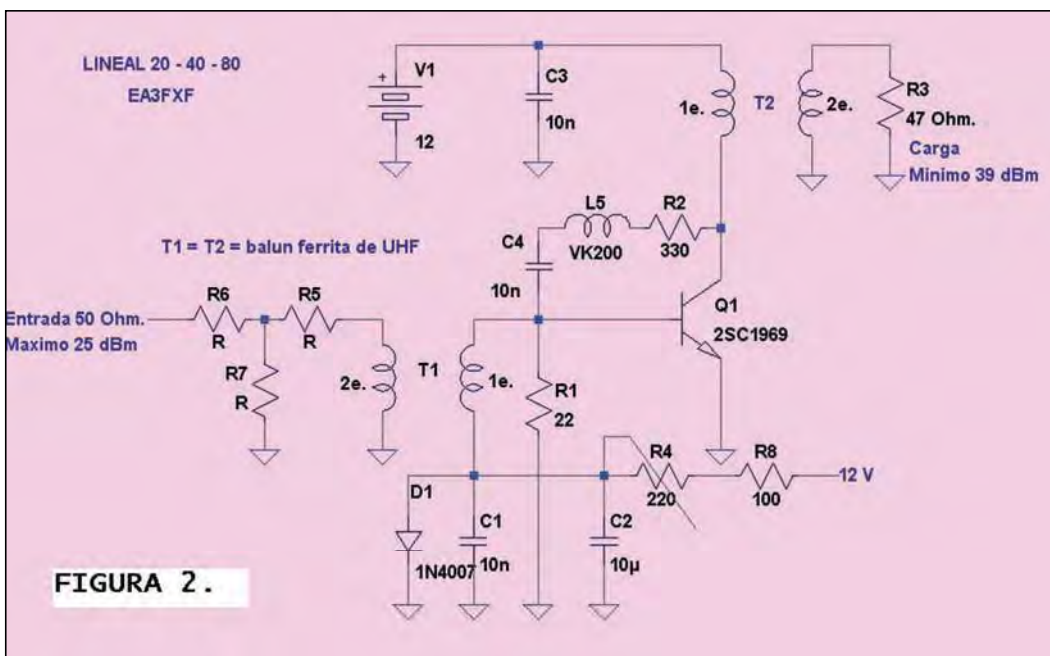 LINEAL 20 - 40 - 80
EA3FXF
+
V1
12
C3
10n
1e.
T2
2e.
R3
47 Ohm.
Carga
Minimo 39 dBm
L5
VK200
R2
330
C4
10n
T1 = T2 = balun ferrita de UHF
Entrada 50 Ohm.
Maximo 25 dBm
R6
R
R5
R
R7
R
2e.
T1
1e.
R1
22
Q1
2SC1969
R4
220
R8
100
12 V
D1
1N4007
C1
10n
C2
10µ
FIGURA 2.